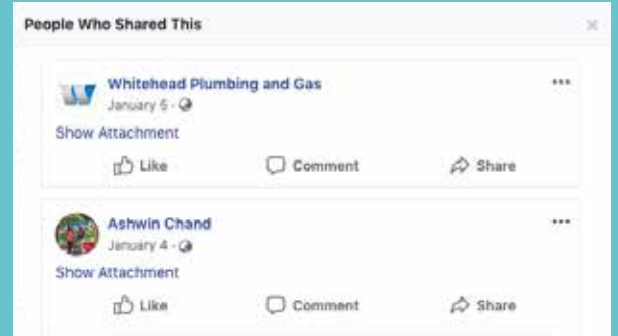 People Who Shared This
Whitehead Plumbing and Gas
January 5 ·
Show Attachment
Like Comment Share
Ashwin Chand
January 4 ·
Show Attachment
Like Comment Share